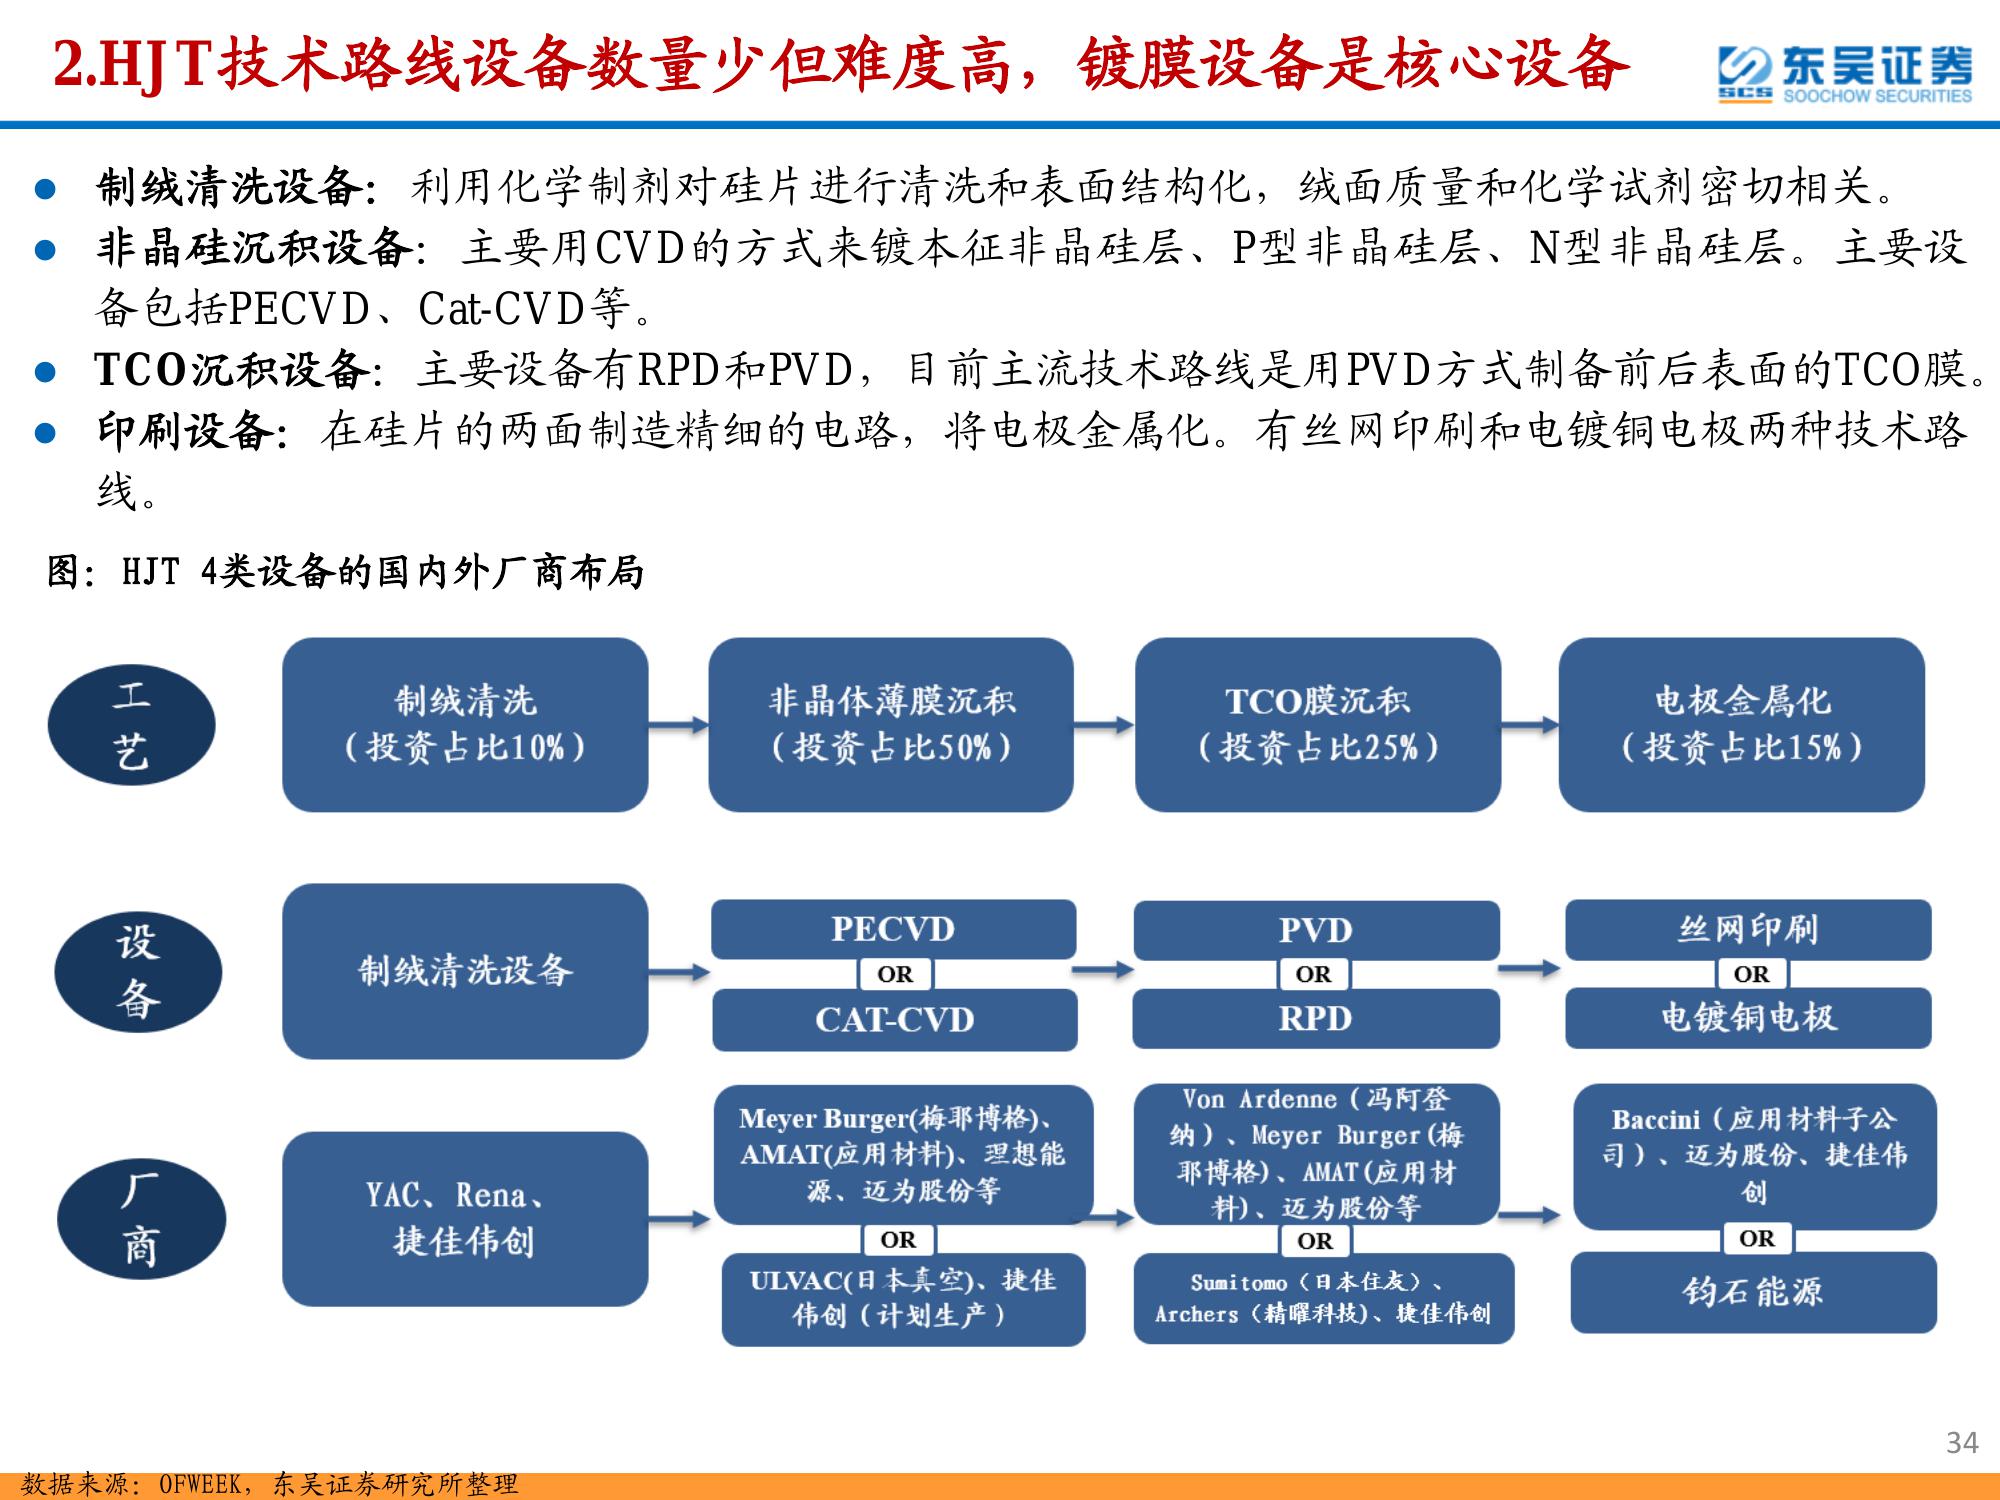 2.HJT技术路线设备数量少但难度高，镀膜设备是核心设备
东吴证券
SCS
SOOCHOW SECURITIES
● 制绒清洗设备：利用化学制剂对硅片进行清洗和表面结构化，绒面质量和化学试剂密切相关。
● 非晶硅沉积设备：主要用CVD的方式来镀本征非晶硅层、P型非晶硅层、N型非晶硅层。主要设
备包括PECVD、Cat-CVD等。
● TCO沉积设备：主要设备有RPD和PVD，目前主流技术路线是用PVD方式制备前后表面的TCO膜。
● 印刷设备：在硅片的两面制造精细的电路，将电极金属化。有丝网印刷和电镀铜电极两种技术路
线。
图：HJT 4类设备的国内外厂商布局
工
艺
制绒清洗
（投资占比10%）
非晶体薄膜沉积
（投资占比50%）
TCO膜沉积
（投资占比25%）
电极金属化
（投资占比15%）
设
备
制绒清洗设备
PECVD
OR
CAT-CVD
PVD
OR
RPD
丝网印刷
OR
电镀铜电极
厂
商
YAC、Rena、
捷佳伟创
Meyer Burger(梅耶博格)、
AMAT(应用材料)、理想能
源、迈为股份等
OR
ULVAC(日本真空)、捷佳
伟创（计划生产）
Von Ardenne（冯阿登
纳）、Meyer Burger(梅
耶博格)、AMAT(应用材
料)、迈为股份等
OR
Sumitomo（日本住友）、
Archers（精曜科技)、捷佳伟创
Baccini（应用材料子公
司）、迈为股份、捷佳伟
创
OR
钧石能源
34
数据来源：OFWEEK，东吴证券研究所整理